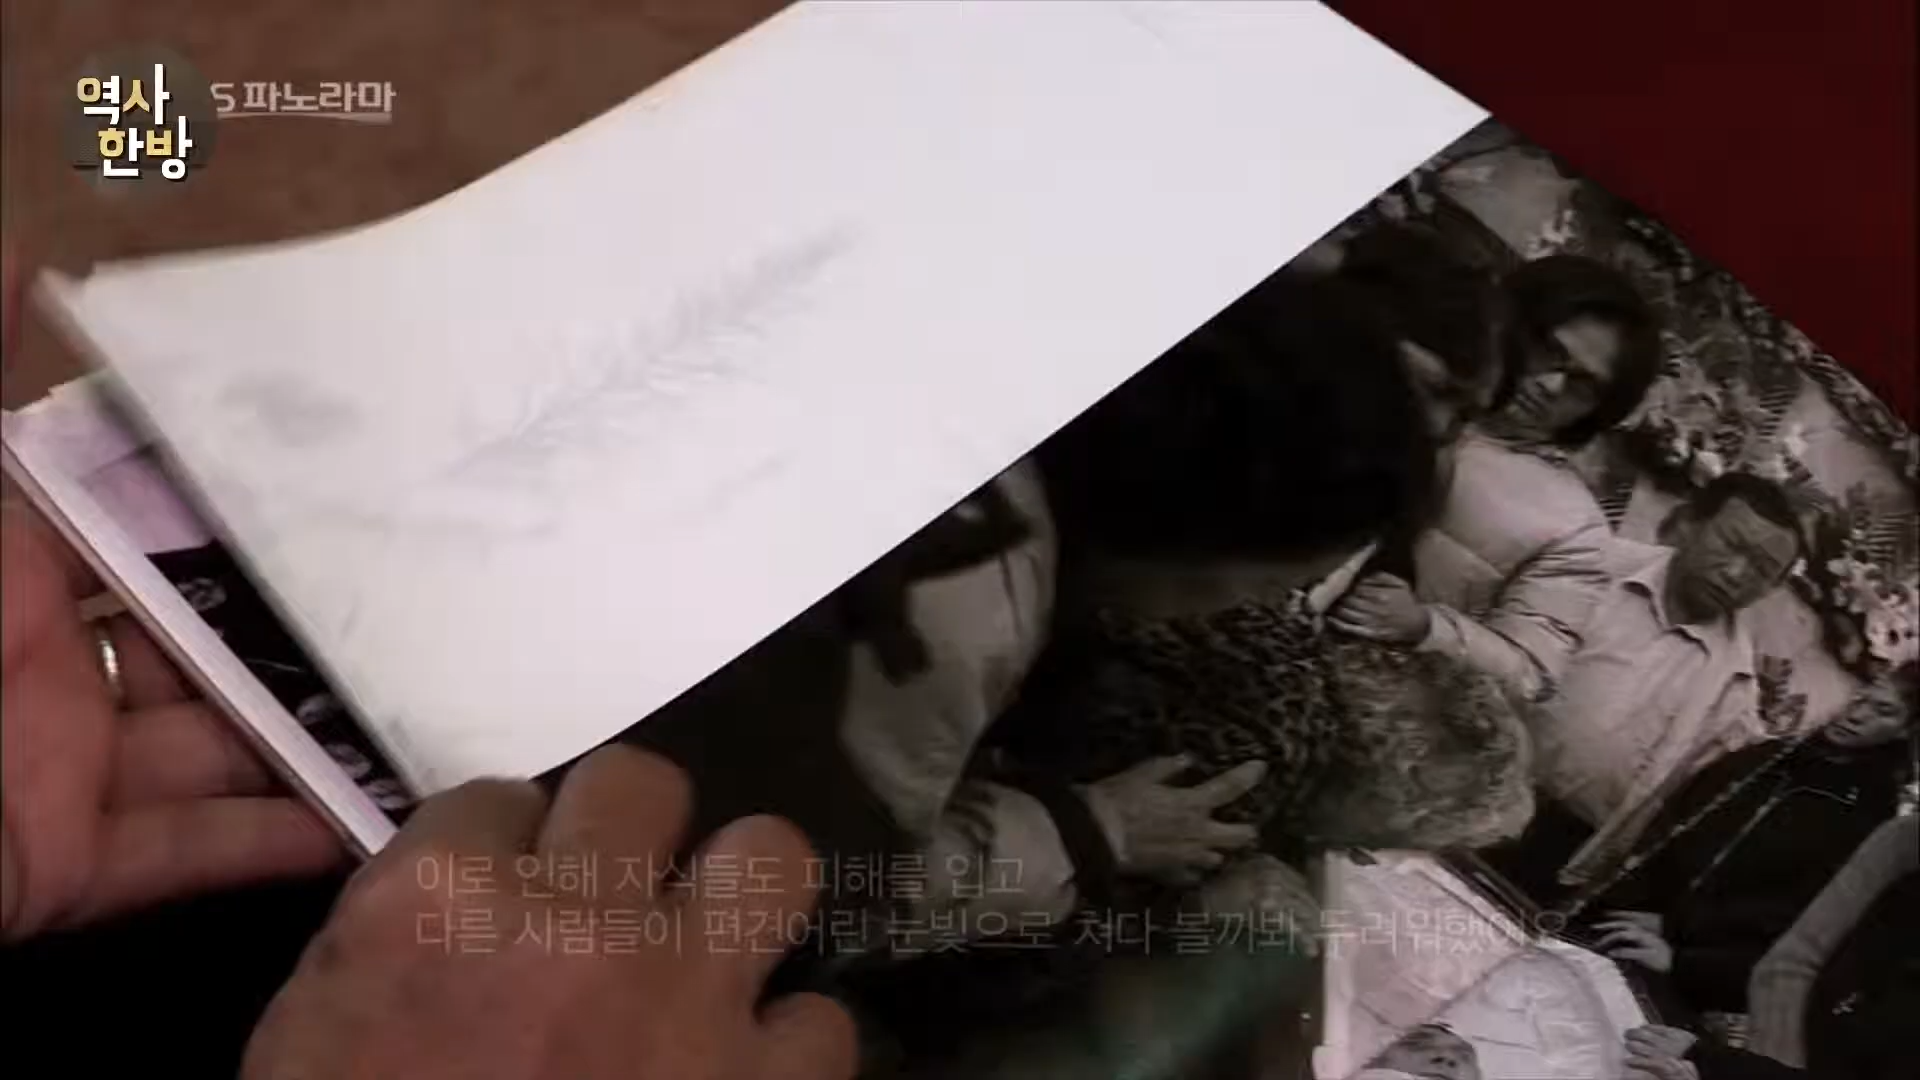 역사
한방
S 파노라마
이로 인해 자식들도 피해를 입고
다른 사람들이 편견어린 눈빛으로 쳐다 볼까봐 두려워했어요